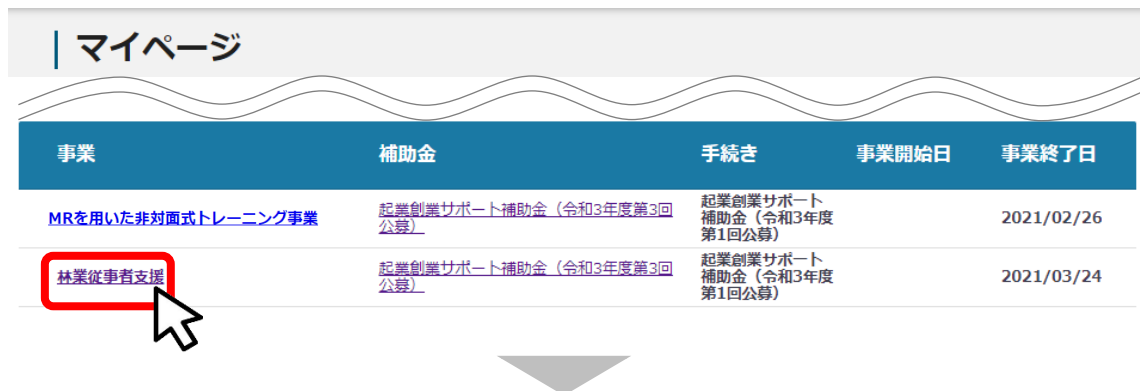 マイページ
事業 補助金 手続き 事業開始日 事業終了日
MRを用いた非対面式トレーニング事業
起業創業サポート補助金（令和3年度第3回
公募）
起業創業サポート
補助金（令和3年度
第1回公募）
2021/02/26
林業従事者支援
起業創業サポート補助金（令和3年度第3回
公募）
起業創業サポート
補助金（令和3年度
第1回公募）
2021/03/24